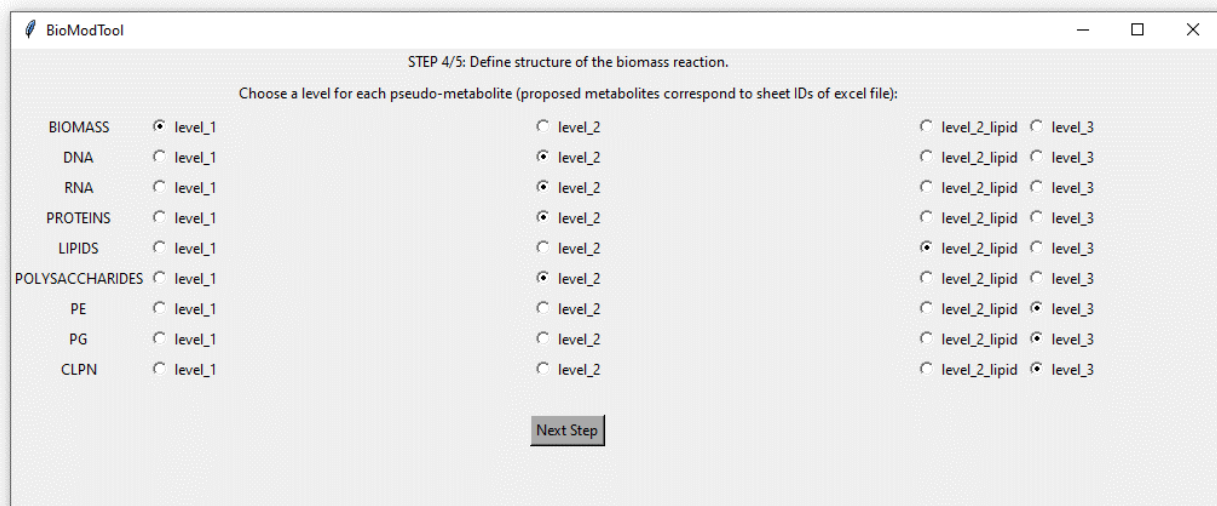 BioModTool
STEP 4/5: Define structure of the biomass reaction.
Choose a level for each pseudo-metabolite (proposed metabolites correspond to sheet IDs of excel file):
BIOMASS level_1 level_2 level_2_lipid level_3
DNA level_1 level_2 level_2_lipid level_3
RNA level_1 level_2 level_2_lipid level_3
PROTEINS level_1 level_2 level_2_lipid level_3
LIPIDS level_1 level_2 level_2_lipid level_3
POLYSACCHARIDES level_1 level_2 level_2_lipid level_3
PE level_1 level_2 level_2_lipid level_3
PG level_1 level_2 level_2_lipid level_3
CLPN level_1 level_2 level_2_lipid level_3
Next Step